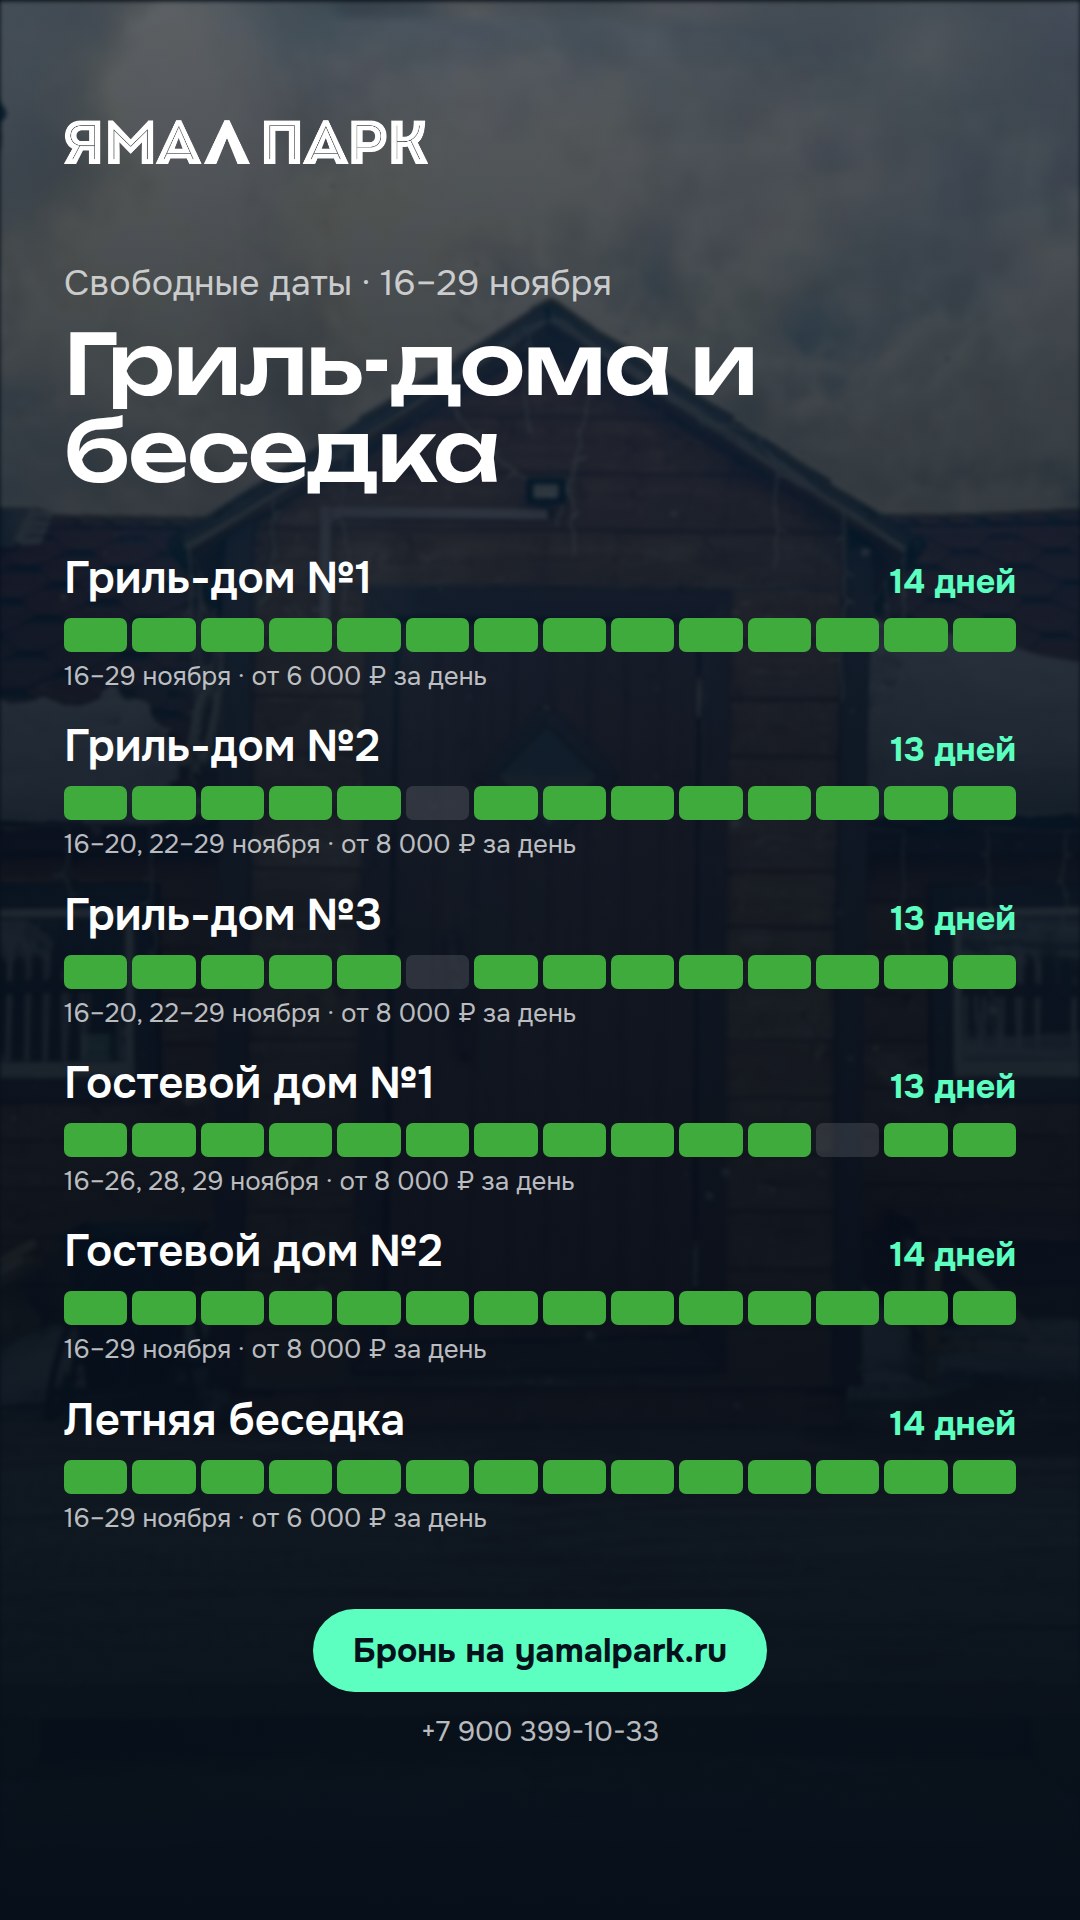 ЯМАЛ ПАРК
Свободные даты · 16–29 ноября
Гриль-дома и
беседка
Гриль-дом №1
14 дней
16–29 ноября · от 6 000 ₽ за день
Гриль-дом №2
13 дней
16–20, 22–29 ноября · от 8 000 ₽ за день
Гриль-дом №3
13 дней
16–20, 22–29 ноября · от 8 000 ₽ за день
Гостевой дом №1
13 дней
16–26, 28, 29 ноября · от 8 000 ₽ за день
Гостевой дом №2
14 дней
16–29 ноября · от 8 000 ₽ за день
Летняя беседка
14 дней
16–29 ноября · от 6 000 ₽ за день
Бронь на yamalpark.ru
+7 900 399-10-33